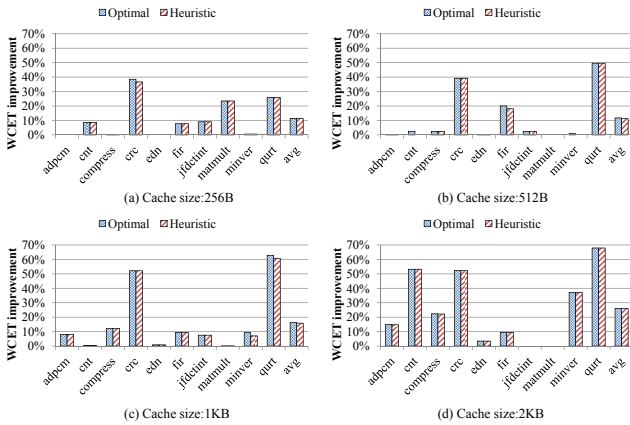 Optimal Heuristic
WCET improvement
70%
60%
50%
40%
30%
20%
10%
0%
adpcm cnt compress crc edn fir jfdctint matmult minver qurt avg
(a) Cache size:256B
Optimal Heuristic
WCET improvement
70%
60%
50%
40%
30%
20%
10%
0%
adpcm cnt compress crc edn fir jfdctint matmult minver qurt avg
(b) Cache size:512B
Optimal Heuristic
WCET improvement
70%
60%
50%
40%
30%
20%
10%
0%
adpcm cnt compress crc edn fir jfdctint matmult minver qurt avg
(c) Cache size:1KB
Optimal Heuristic
WCET improvement
70%
60%
50%
40%
30%
20%
10%
0%
adpcm cnt compress crc edn fir jfdctint matmult minver qurt avg
(d) Cache size:2KB